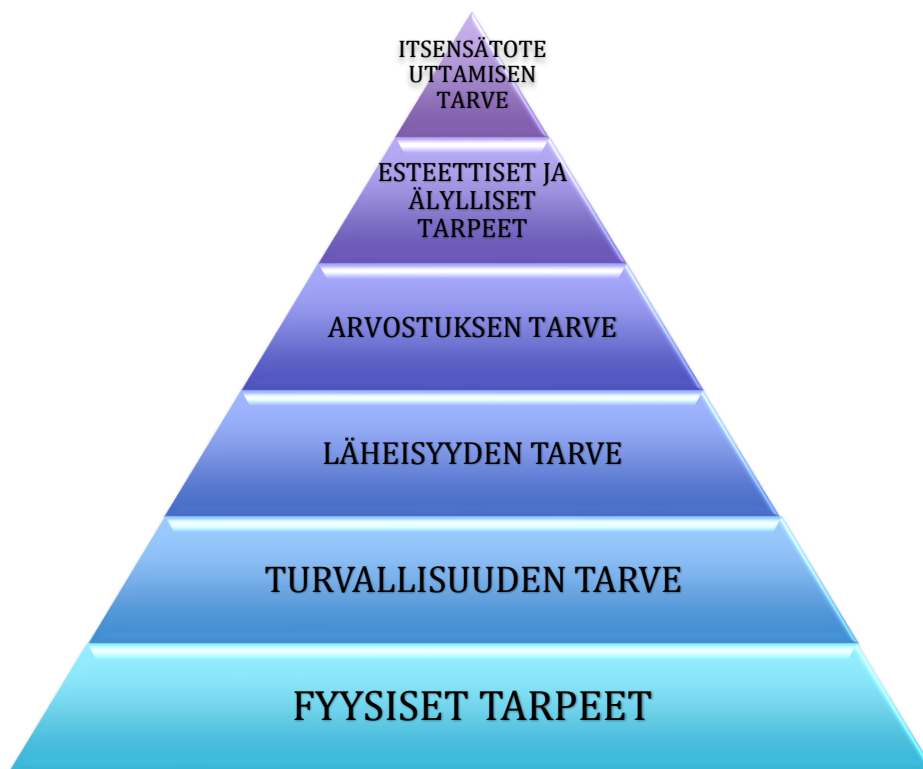 ITSENSÄTOTE
UTTAMISEN
TARVE
ESTEETTISET JA
ÄLYLLISET
TARPEET
ARVOSTUKSEN TARVE
LÄHEISYYDEN TARVE
TURVALLISUUDEN TARVE
FYYSISET TARPEET